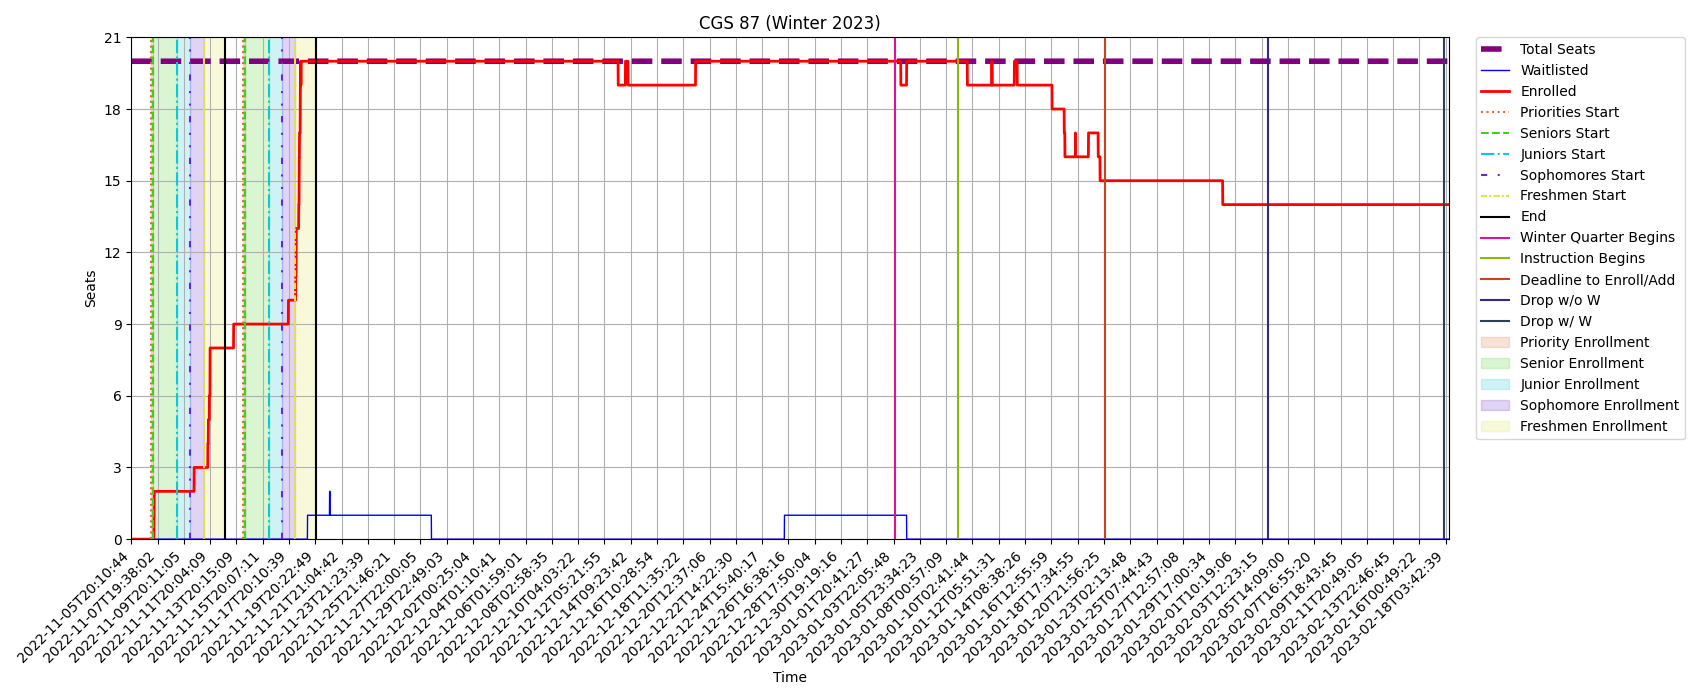 CGS 87 (Winter 2023)
21
18
15
12
9
6
3
0
Seats
2022-11-05T20:10:44
2022-11-07T19:38:02
2022-11-09T20:11:05
2022-11-11T20:04:09
2022-11-13T20:15:09
2022-11-15T20:07:11
2022-11-17T20:10:39
2022-11-19T20:22:49
2022-11-21T21:04:42
2022-11-23T21:23:39
2022-11-25T21:46:21
2022-11-27T22:00:05
2022-11-29T22:49:03
2022-12-02T00:25:04
2022-12-04T01:10:41
2022-12-06T01:59:01
2022-12-08T02:58:35
2022-12-10T04:03:22
2022-12-12T05:21:55
2022-12-14T09:23:42
2022-12-16T10:28:54
2022-12-18T11:35:22
2022-12-20T12:37:06
2022-12-22T14:22:30
2022-12-24T15:40:17
2022-12-26T16:38:16
2022-12-28T17:50:04
2022-12-30T19:19:16
2023-01-01T20:41:27
2023-01-03T22:05:48
2023-01-05T23:34:23
2023-01-08T00:57:09
2023-01-10T02:41:44
2023-01-12T05:51:31
2023-01-14T08:38:26
2023-01-16T12:55:59
2023-01-18T17:34:55
2023-01-20T21:56:25
2023-01-23T02:13:48
2023-01-25T07:44:43
2023-01-27T12:57:08
2023-01-29T17:00:34
2023-02-01T10:19:06
2023-02-03T12:23:15
2023-02-05T14:09:00
2023-02-07T16:55:20
2023-02-09T18:43:45
2023-02-11T20:49:05
2023-02-13T22:46:45
2023-02-16T00:49:22
2023-02-18T03:42:39
Time
Total Seats
Waitlisted
Enrolled
Priorities Start
Seniors Start
Juniors Start
Sophomores Start
Freshmen Start
End
Winter Quarter Begins
Instruction Begins
Deadline to Enroll/Add
Drop w/o W
Drop w/ W
Priority Enrollment
Senior Enrollment
Junior Enrollment
Sophomore Enrollment
Freshmen Enrollment